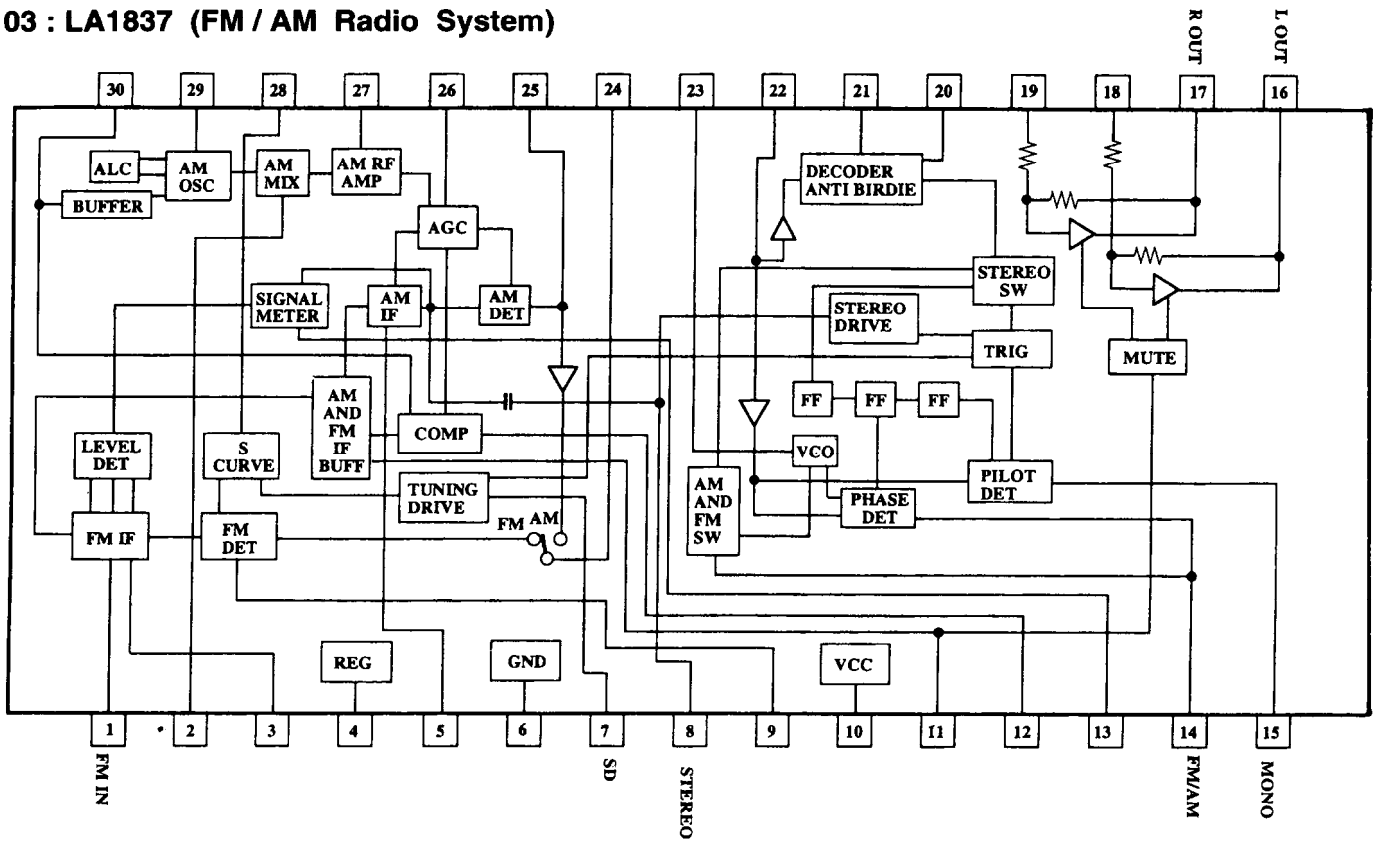 03 : LA1837 (FM / AM Radio System)
R OUT
L OUT
30
29
28
27
26
25
24
23
22
21
20
19
18
17
16
ALC
AM
OSC
AM
MIX
AM RF
AMP
BUFFER
AGC
DECODER
ANTI BIRDIE
SIGNAL
METER
AM
IF
AM
DET
STEREO
SW
STEREO
DRIVE
TRIG
MUTE
AM
AND
FM
IF
BUFF
COMP
FF
FF
FF
LEVEL
DET
S
CURVE
TUNING
DRIVE
VCO
AM
AND
FM
SW
PHASE
DET
PILOT
DET
FM IF
FM
DET
FM
AM
REG
GND
VCC
1
2
3
4
5
6
7
8
9
10
11
12
13
14
15
FM IN
SD
STEREO
FM/AM
MONO